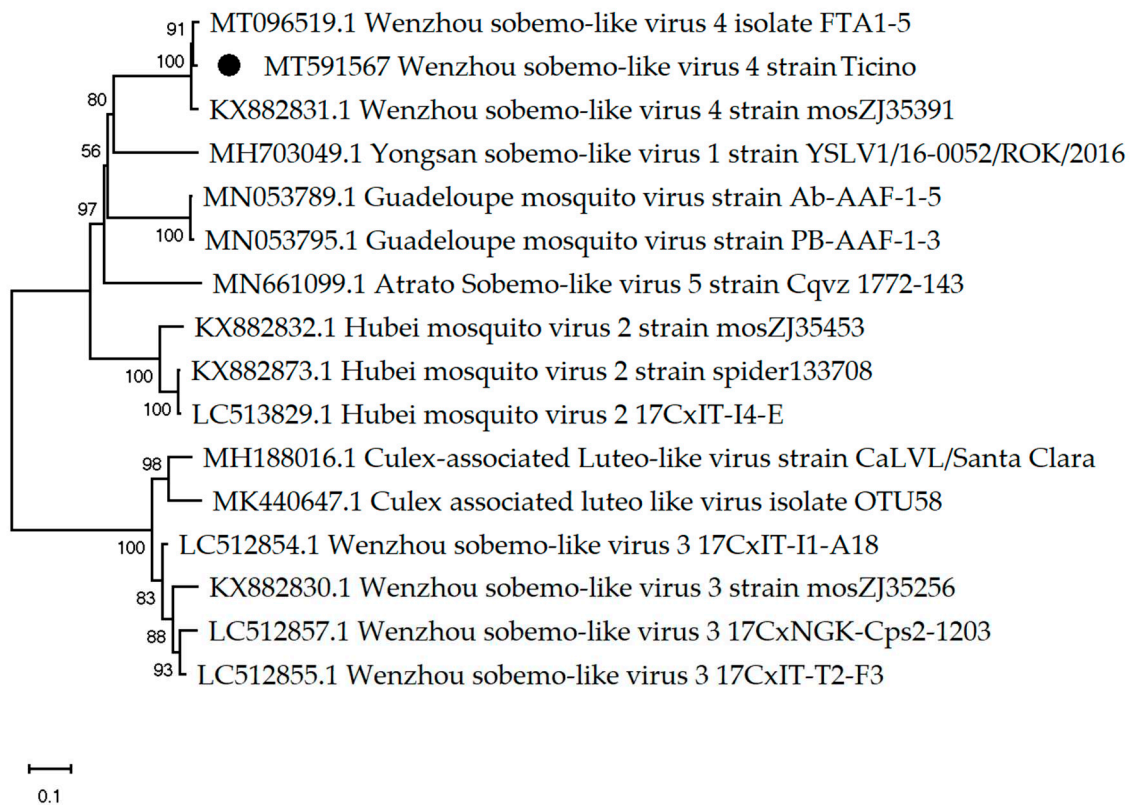 91 MT096519.1 Wenzhou sobemo-like virus 4 isolate FTA1-5
100 MT591567 Wenzhou sobemo-like virus 4 strain Ticino
80 KX882831.1 Wenzhou sobemo-like virus 4 strain mosZJ35391
56 MH703049.1 Yongsan sobemo-like virus 1 strain YSLV1/16-0052/ROK/2016
97 MN053789.1 Guadeloupe mosquito virus strain Ab-AAF-1-5
100 MN053795.1 Guadeloupe mosquito virus strain PB-AAF-1-3
MN661099.1 Atrato Sobemo-like virus 5 strain Cqvz 1772-143
KX882832.1 Hubei mosquito virus 2 strain mosZJ35453
100 KX882873.1 Hubei mosquito virus 2 strain spider133708
100 LC513829.1 Hubei mosquito virus 2 17CxIT-I4-E
98 MH188016.1 Culex-associated Luteo-like virus strain CaLVL/Santa Clara
MK440647.1 Culex associated luteo like virus isolate OTU58
100 LC512854.1 Wenzhou sobemo-like virus 3 17CxIT-I1-A18
83 KX882830.1 Wenzhou sobemo-like virus 3 strain mosZJ35256
88 LC512857.1 Wenzhou sobemo-like virus 3 17CxNGK-Cps2-1203
93 LC512855.1 Wenzhou sobemo-like virus 3 17CxIT-T2-F3
0.1